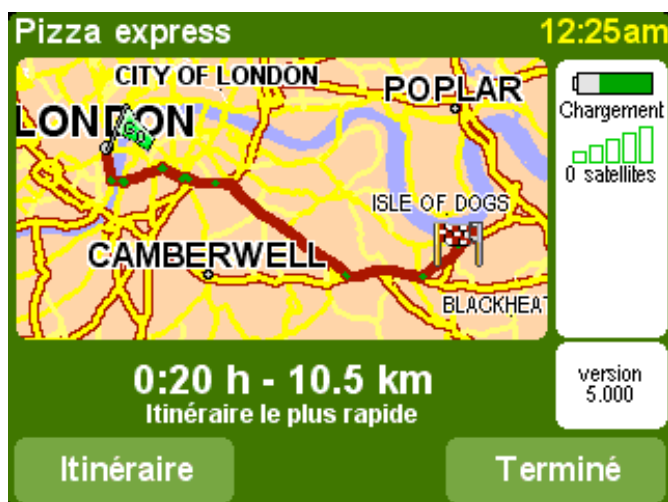 Pizza express
12:25am
CITY OF LONDON
POPLAR
LONDON
GO
ISLE OF DOGS
CAMBERWELL
BLACKHEAT
Chargement
0 satellites
0:20 h - 10.5 km
Itinéraire le plus rapide
version
5.000
Itinéraire
Terminé